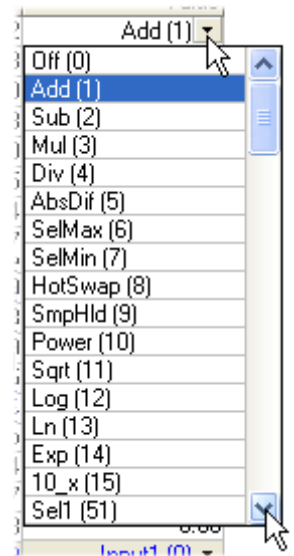 Add (1)
Off (0)
Add (1)
Sub (2)
Mul (3)
Div (4)
AbsDif (5)
SelMax (6)
SelMin (7)
HotSwap (8)
SmpHld (9)
Power (10)
Sqrt (11)
Log (12)
Ln (13)
Exp (14)
10_x (15)
Sel1 (51)
Input1 (0)